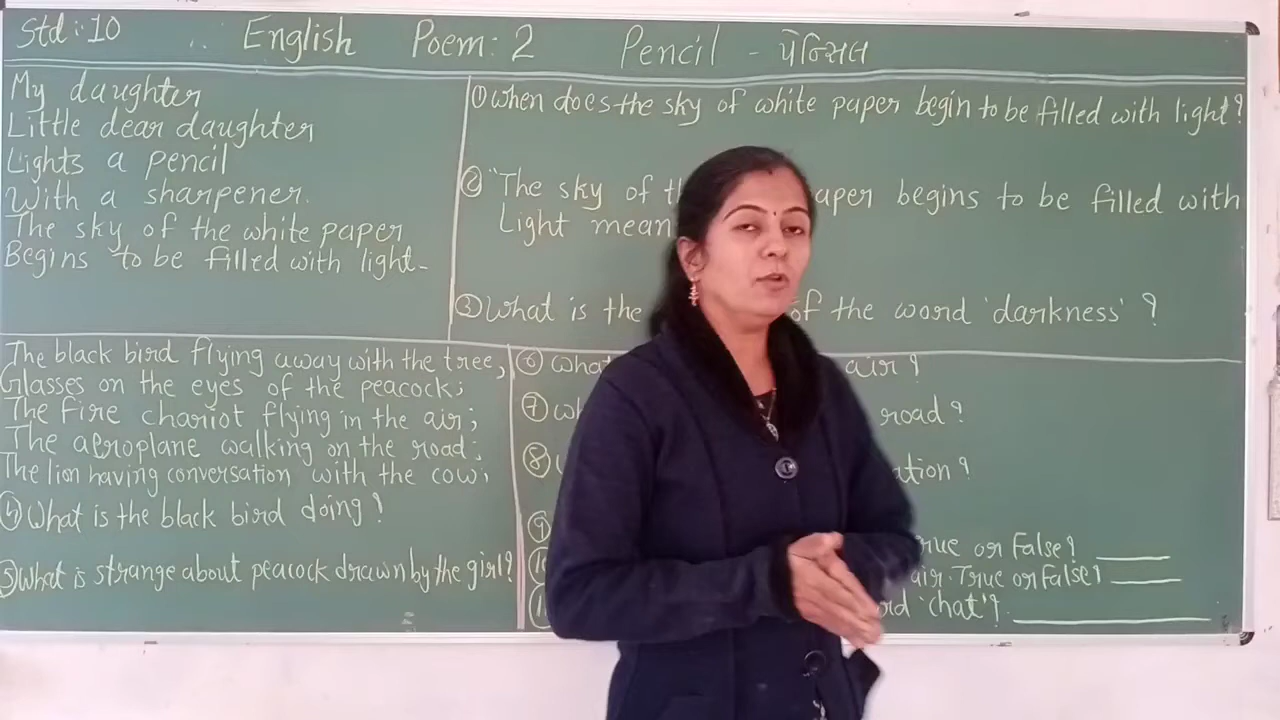 Std: 10 English Poem: 2 Pencil - પેન્સિલ
My daughter
Little dear daughter
Lights a pencil
With a sharpener.
The sky of the white paper
Begins to be filled with light-
① When does the sky of white paper begin to be filled with light?
② "The sky of aper begins to be filled with
Light mean
③ What is the of the word 'darkness' ?
The black bird flying away with the tree,
Glasses on the eyes of the peacock;
The fire chariot flying in the air;
The aeroplane walking on the road;
The lion having conversation with the cow,
④ What is the black bird doing?
⑤ What is strange about peacock drawn by the girl?
⑥ What air?
⑦ road?
⑧ ation?
⑨ rue or False?
air. True or False?
'chat'?